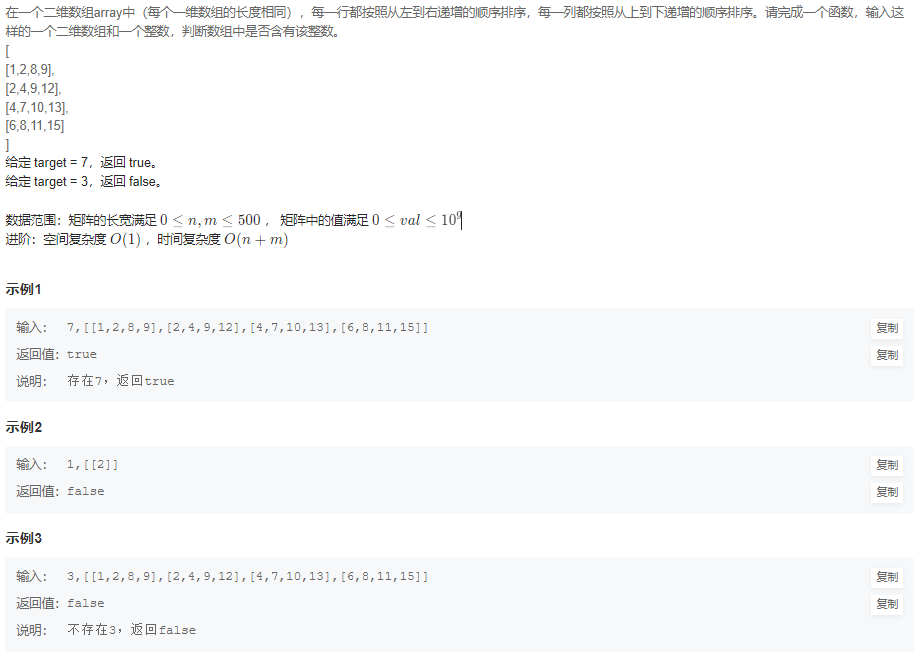 在一个二维数组array中（每个一维数组的长度相同），每一行都按照从左到右递增的顺序排序，每一列都按照从上到下递增的顺序排序。请完成一个函数，输入这
样的一个二维数组和一个整数，判断数组中是否含有该整数。
[
[1,2,8,9],
[2,4,9,12],
[4,7,10,13],
[6,8,11,15]
]
给定 target = 7，返回 true。
给定 target = 3，返回 false。
数据范围：矩阵的长宽满足 0 ≤ n, m ≤ 500 ， 矩阵中的值满足 0 ≤ val ≤ 10⁹
进阶：空间复杂度 O(1) ，时间复杂度 O(n + m)
示例1
输入： 7,[[1,2,8,9],[2,4,9,12],[4,7,10,13],[6,8,11,15]] 复制
返回值：true 复制
说明： 存在7，返回true
示例2
输入： 1,[[2]] 复制
返回值：false 复制
示例3
输入： 3,[[1,2,8,9],[2,4,9,12],[4,7,10,13],[6,8,11,15]] 复制
返回值：false 复制
说明： 不存在3，返回false